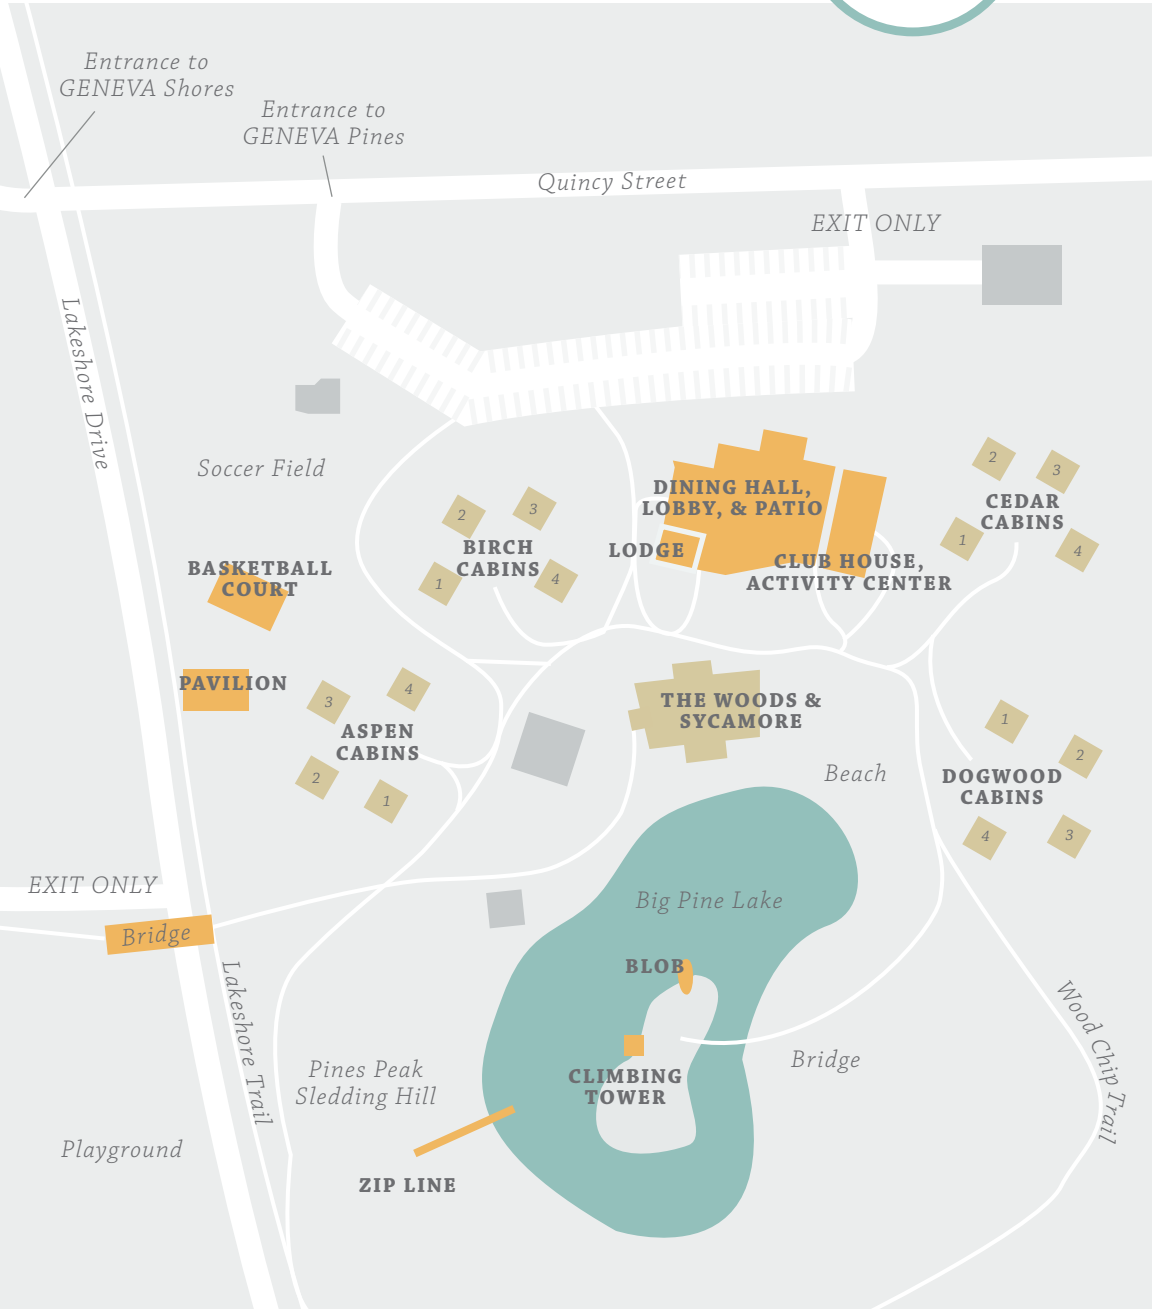 Entrance to
GENEVA Shores
Entrance to
GENEVA Pines
Quincy Street
EXIT ONLY
Lakeshore Drive
Soccer Field
BASKETBALL
COURT
PAVILION
2
3
BIRCH
CABINS
1
4
DINING HALL,
LOBBY, & PATIO
LODGE
CLUB HOUSE,
ACTIVITY CENTER
2
3
CEDAR
CABINS
1
4
3
4
ASPEN
CABINS
2
1
THE WOODS &
SYCAMORE
Beach
1
2
DOGWOOD
CABINS
4
3
EXIT ONLY
Bridge
Lakeshore Trail
Big Pine Lake
BLOB
CLIMBING
TOWER
Bridge
Wood Chip Trail
Pines Peak
Sledding Hill
Playground
ZIP LINE